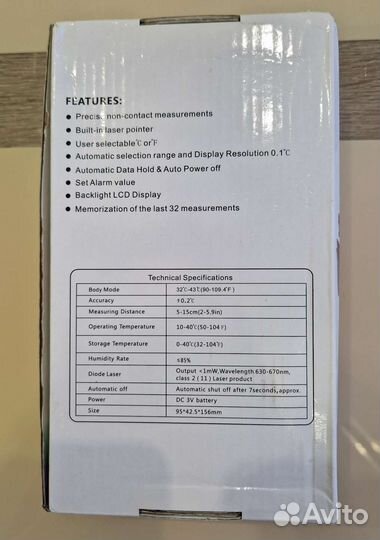 FEATURES:
• Precise non-contact measurements
• Built-in laser pointer
• User selectable ℃ or ℉
• Automatic selection range and Display Resolution 0.1℃
• Automatic Data Hold & Auto Power off
• Set Alarm value
• Backlight LCD Display
• Memorization of the last 32 measurements
Technical Specifications
Body Mode 32℃-43℃(90-109.4℉)
Accuracy ±0.2℃
Measuring Distance 5-15cm(2-5.9in)
Operating Temperature 10-40℃(50-104℉)
Storage Temperature 0-40℃(32-104℉)
Humidity Rate ≤85%
Diode Laser Output <1mW,Wavelength 630-670nm,
class 2 (11) Laser product
Automatic off Automatic shut off after 7seconds,approx.
Power DC 3V battery
Size 95*42.5*156mm
Avito